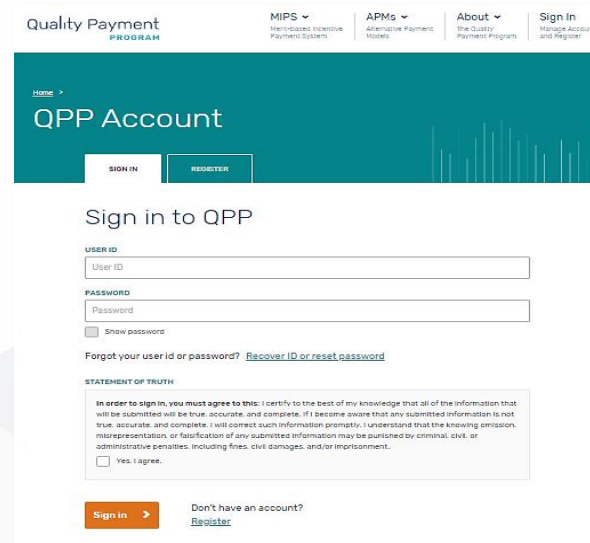 Quality Payment
PROGRAM
MIPS
Merit-based Incentive
Payment System
APMs
Alternative Payment
Models
About
The Quality
Payment Program
Sign In
Manage Accou
and Register
Home >
QPP Account
SIGN IN
REGISTER
Sign in to QPP
USER ID
User ID
PASSWORD
Password
Show password
Forgot your user id or password? Recover ID or reset password
STATEMENT OF TRUTH
In order to sign in, you must agree to this: I certify to the best of my knowledge that all of the information that
will be submitted will be true, accurate, and complete. If I become aware that any submitted information is not
true, accurate, and complete, I will correct such information promptly. I understand that the knowing omission,
misrepresentation, or falsification of any submitted information may be punished by criminal, civil, or
administrative penalties, including fines, civil damages, and/or imprisonment.
Yes, I agree.
Sign in >
Don't have an account?
Register